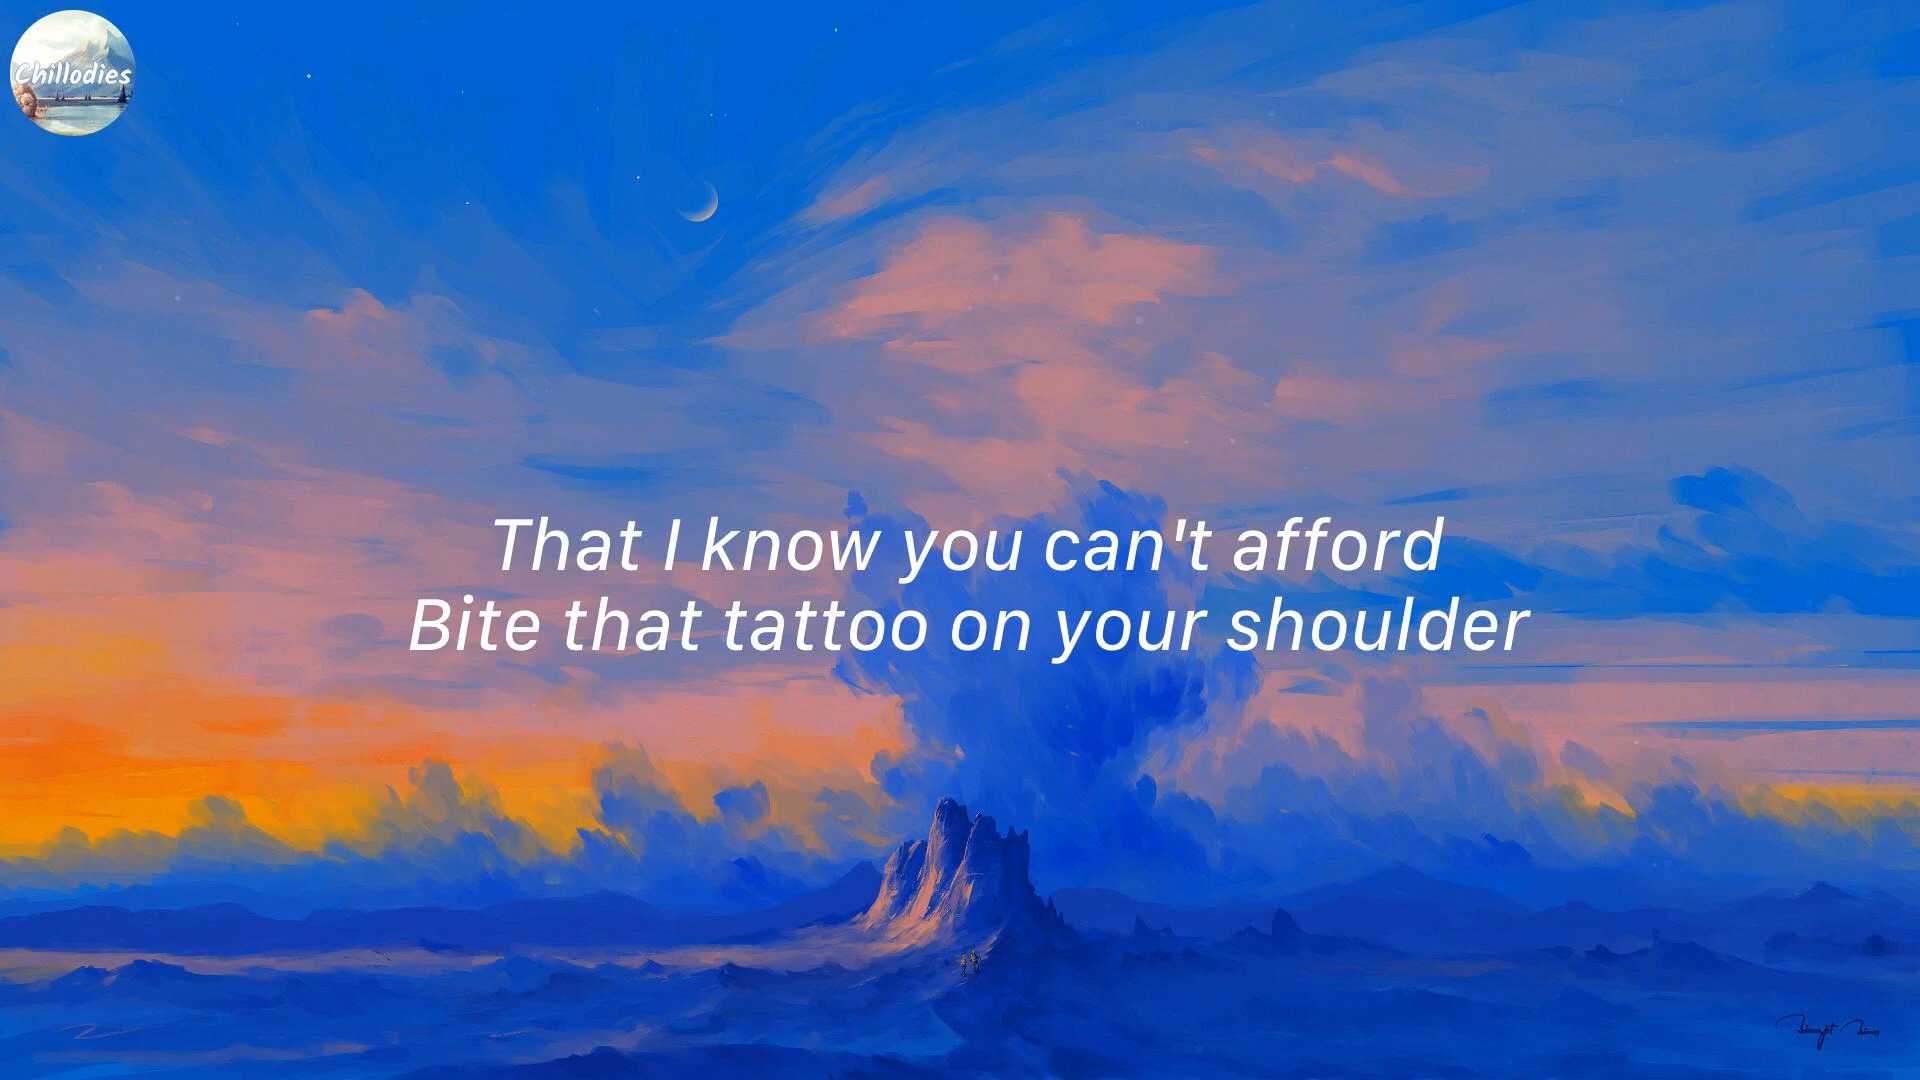 Chillodies
That I know you can't afford
Bite that tattoo on your shoulder